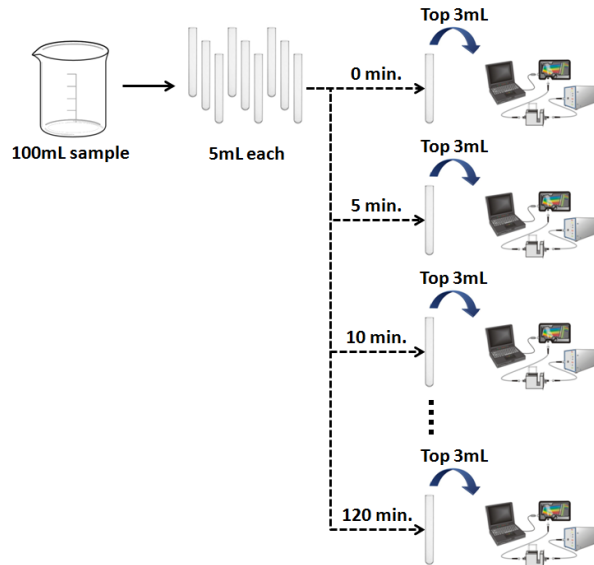 Top 3mL
0 min.
100mL sample
5mL each
Top 3mL
5 min.
Top 3mL
10 min.
Top 3mL
120 min.